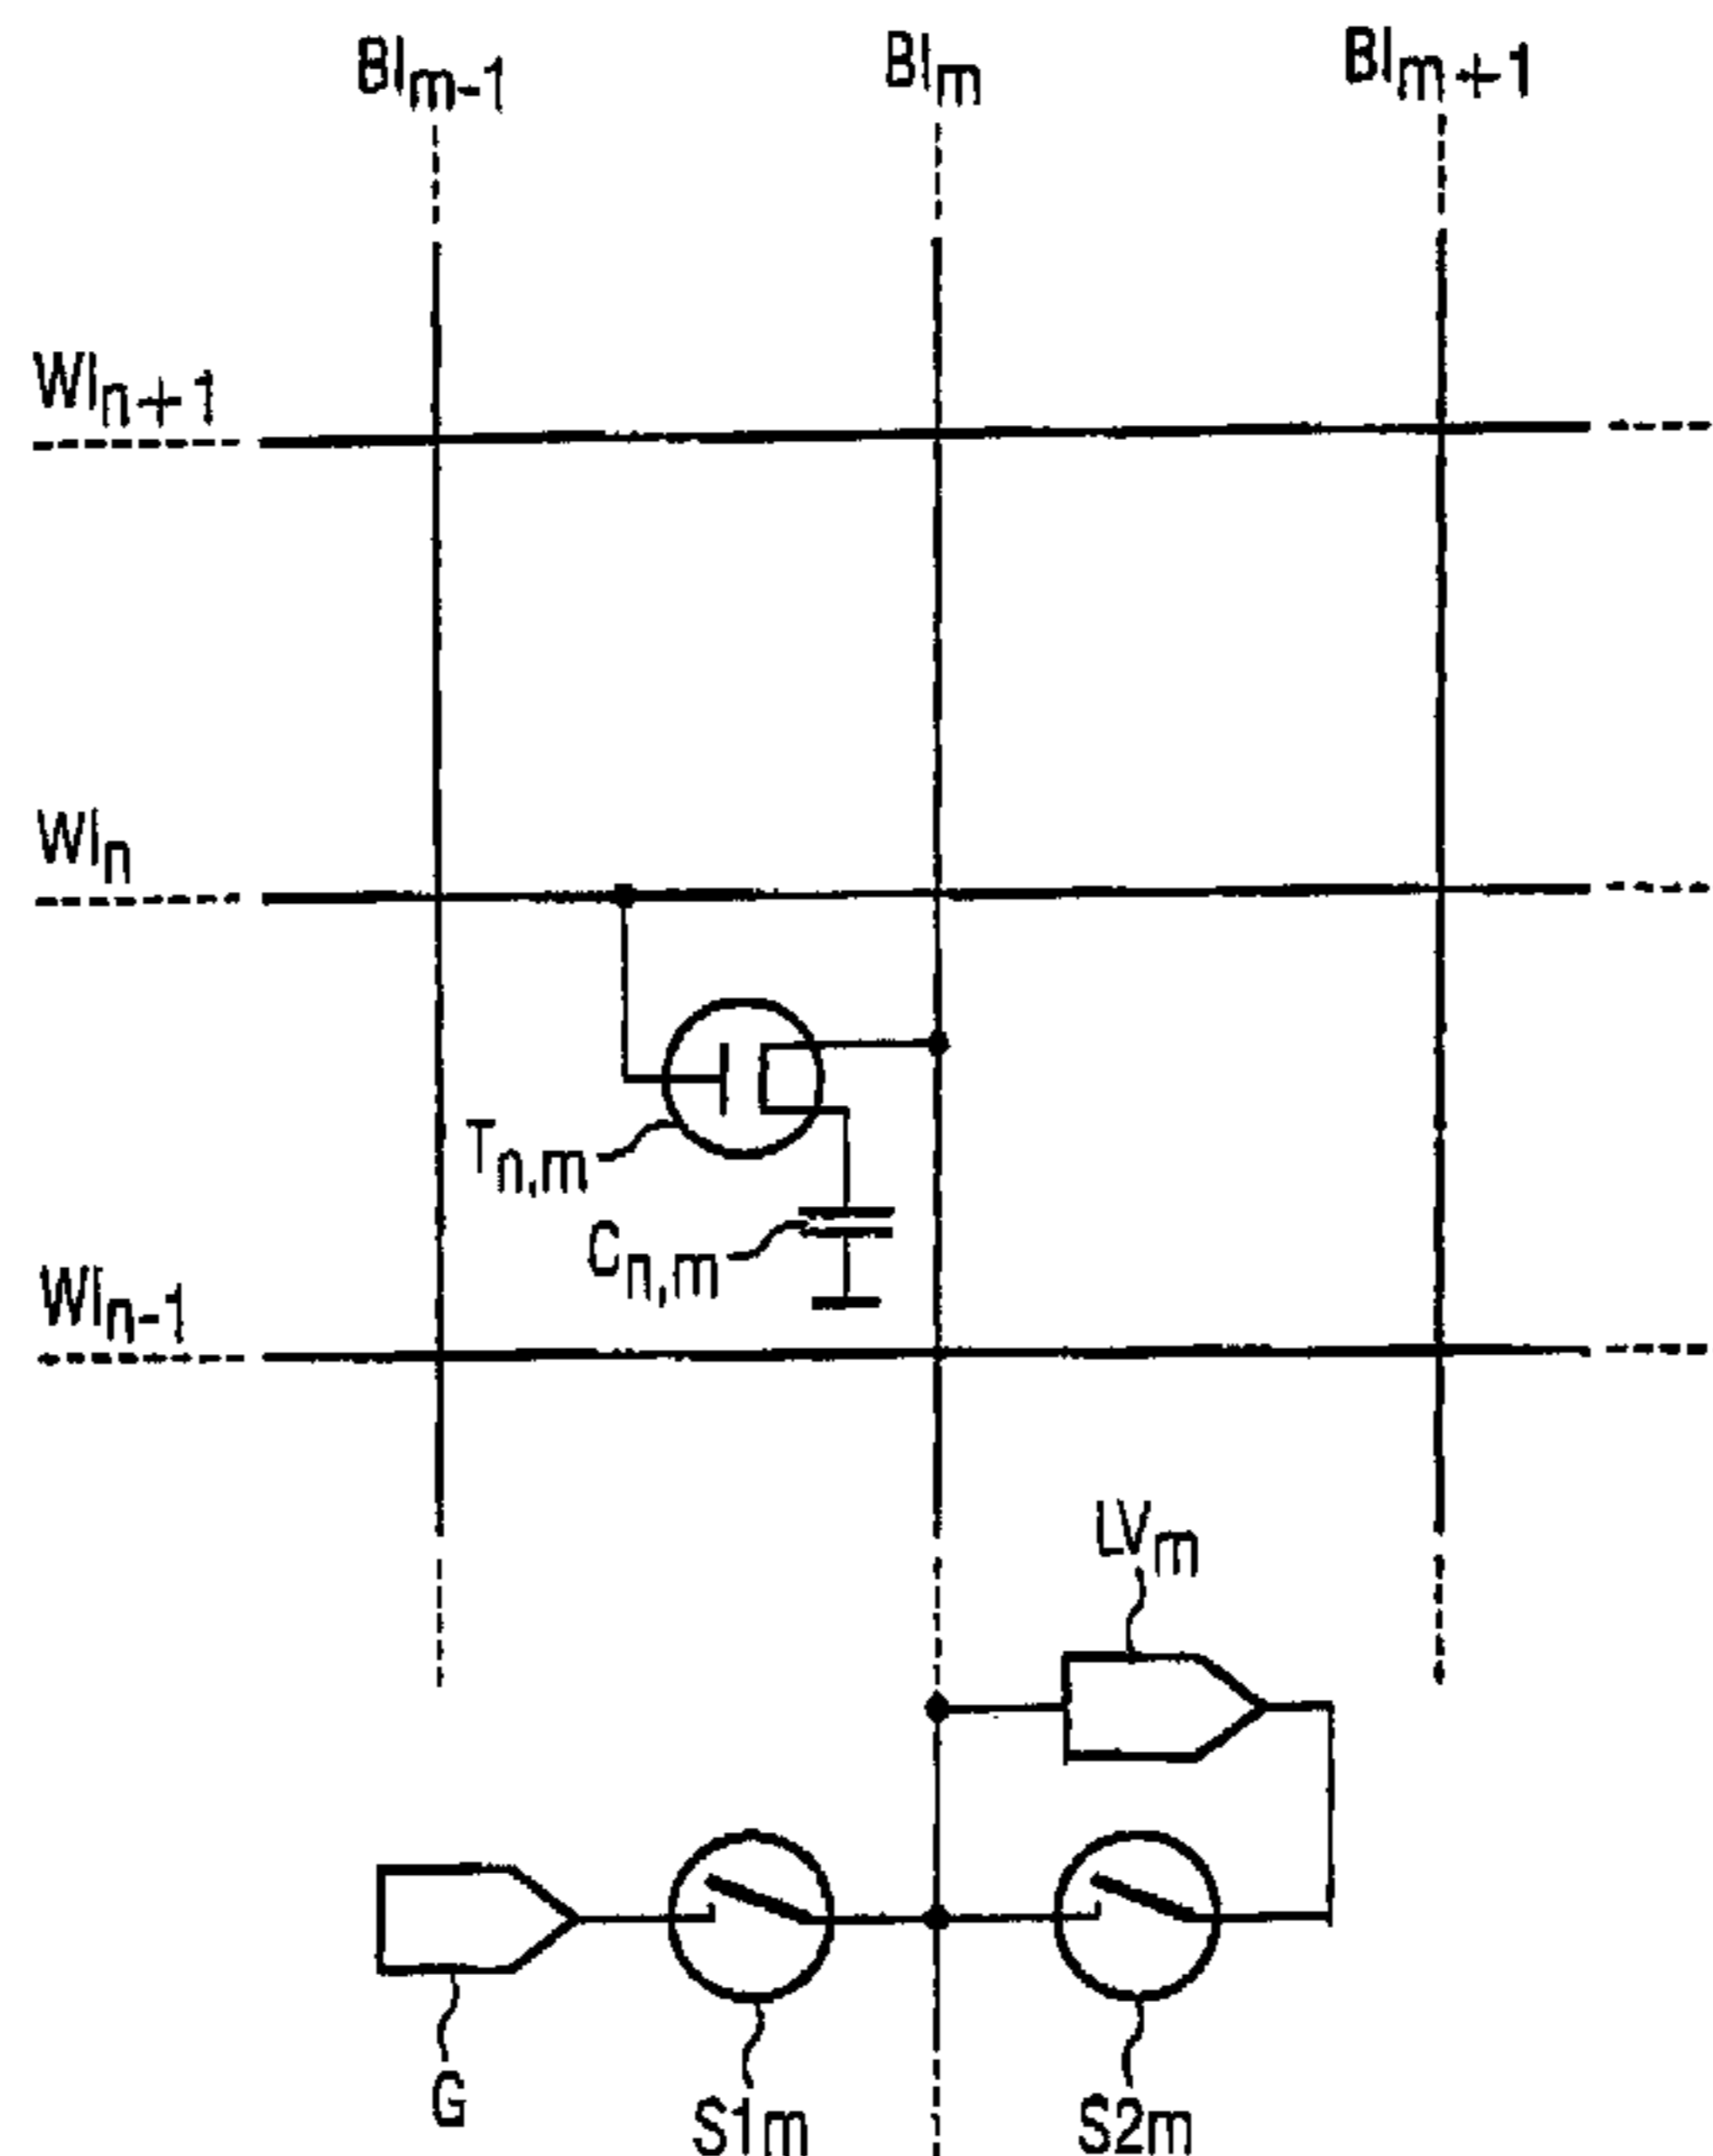 Bl_{m-1} Bl_m Bl_{m+1}
Wl_{n+1}
Wl_n
T_{n,m}
C_{n,m}
Wl_{n-1}
LV_m
G S1m S2m